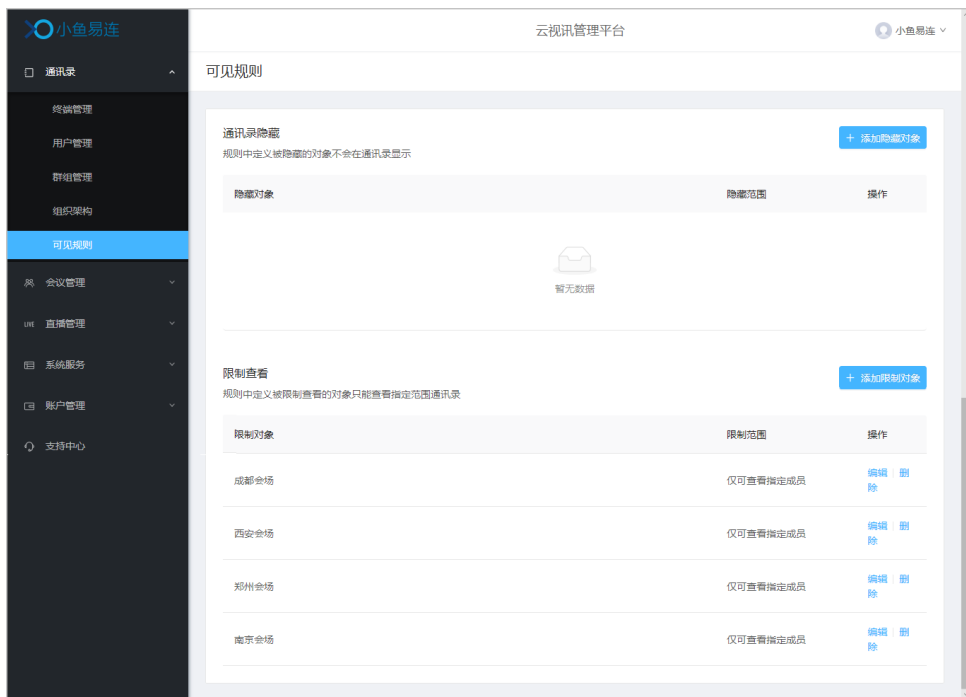 小鱼易连
云视讯管理平台
小鱼易连
通讯录
终端管理
用户管理
群组管理
组织架构
可见规则
会议管理
LIVE 直播管理
系统服务
账户管理
支持中心
可见规则
通讯录隐藏
规则中定义被隐藏的对象不会在通讯录显示
+ 添加隐藏对象
隐藏对象 隐藏范围 操作
暂无数据
限制查看
规则中定义被限制查看的对象只能查看指定范围通讯录
+ 添加限制对象
限制对象 限制范围 操作
成都会场 仅可查看指定成员 编辑 | 删
除
西安会场 仅可查看指定成员 编辑 | 删
除
郑州会场 仅可查看指定成员 编辑 | 删
除
南京会场 仅可查看指定成员 编辑 | 删
除